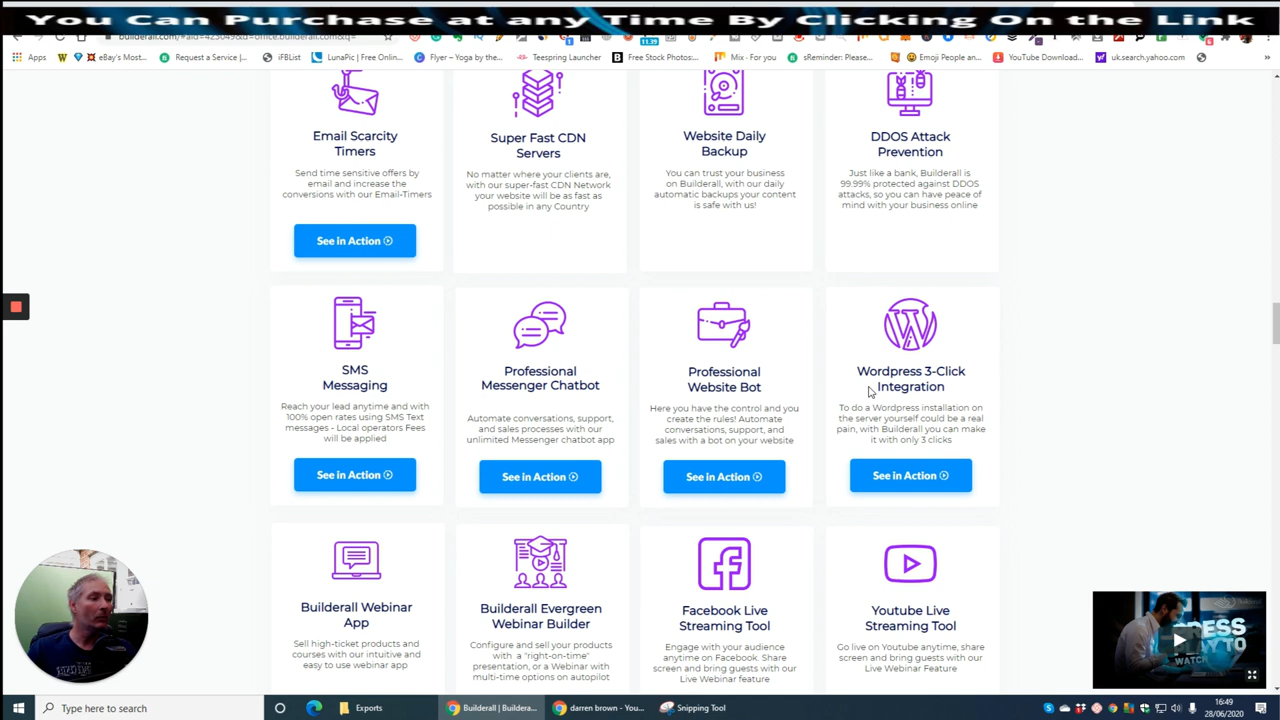 You Can Purchase at any Time By Clicking On the Link
Apps
eBay's Most...
Request a Service |...
iFBLIS
LunaPic | Free Onlin...
Flyer – Yoga by the...
Teespring Launcher
Free Stock Photos:...
Mix - For you
sReminder: Please...
Emoji People an...
YouTube Download...
uk.search.yahoo.com
»
Email Scarcity
Timers
Send time sensitive offers by
email and increase the
conversions with our Email-Timers
See in Action
Super Fast CDN
Servers
No matter where your clients are,
with our super-fast CDN Network
your website will be as fast as
possible in any Country
Website Daily
Backup
You can trust your business
on Builderall, with our daily
automatic backups your content
is safe with us!
DDOS Attack
Prevention
Just like a bank, Builderall is
99.99% protected against DDOS
attacks, so you can have peace of
mind with your business online
SMS
Messaging
Reach your lead anytime and with
100% open rates using SMS Text
messages - Local operators Fees
will be applied
See in Action
Professional
Messenger Chatbot
Automate conversations, support,
and sales processes with our
unlimited Messenger chatbot app
See in Action
Professional
Website Bot
Here you have the control and you
create the rules! Automate
conversations, support, and
sales with a bot on your website
See in Action
Wordpress 3-Click
Integration
To do a Wordpress installation on
the server yourself could be a real
pain, with Builderall you can make
it with only 3 clicks
See in Action
Builderall Webinar
App
Sell high-ticket products and
courses with our intuitive and
easy to use webinar app
Builderall Evergreen
Webinar Builder
Configure and sell your products
with a "right-on-time"
presentation, or a Webinar with
multi-time options on autopilot
Facebook Live
Streaming Tool
Engage with your audience
anytime on Facebook. Share
screen and bring guests with our
Live Webinar feature
Youtube Live
Streaming Tool
Go live on Youtube anytime, share
screen and bring guests with our
Live Webinar Feature
PRESS
PLAY TO
WATCH
Type here to search
Exports
Builderall | Buildera...
darren brown - You...
Snipping Tool
16:49
28/06/2020